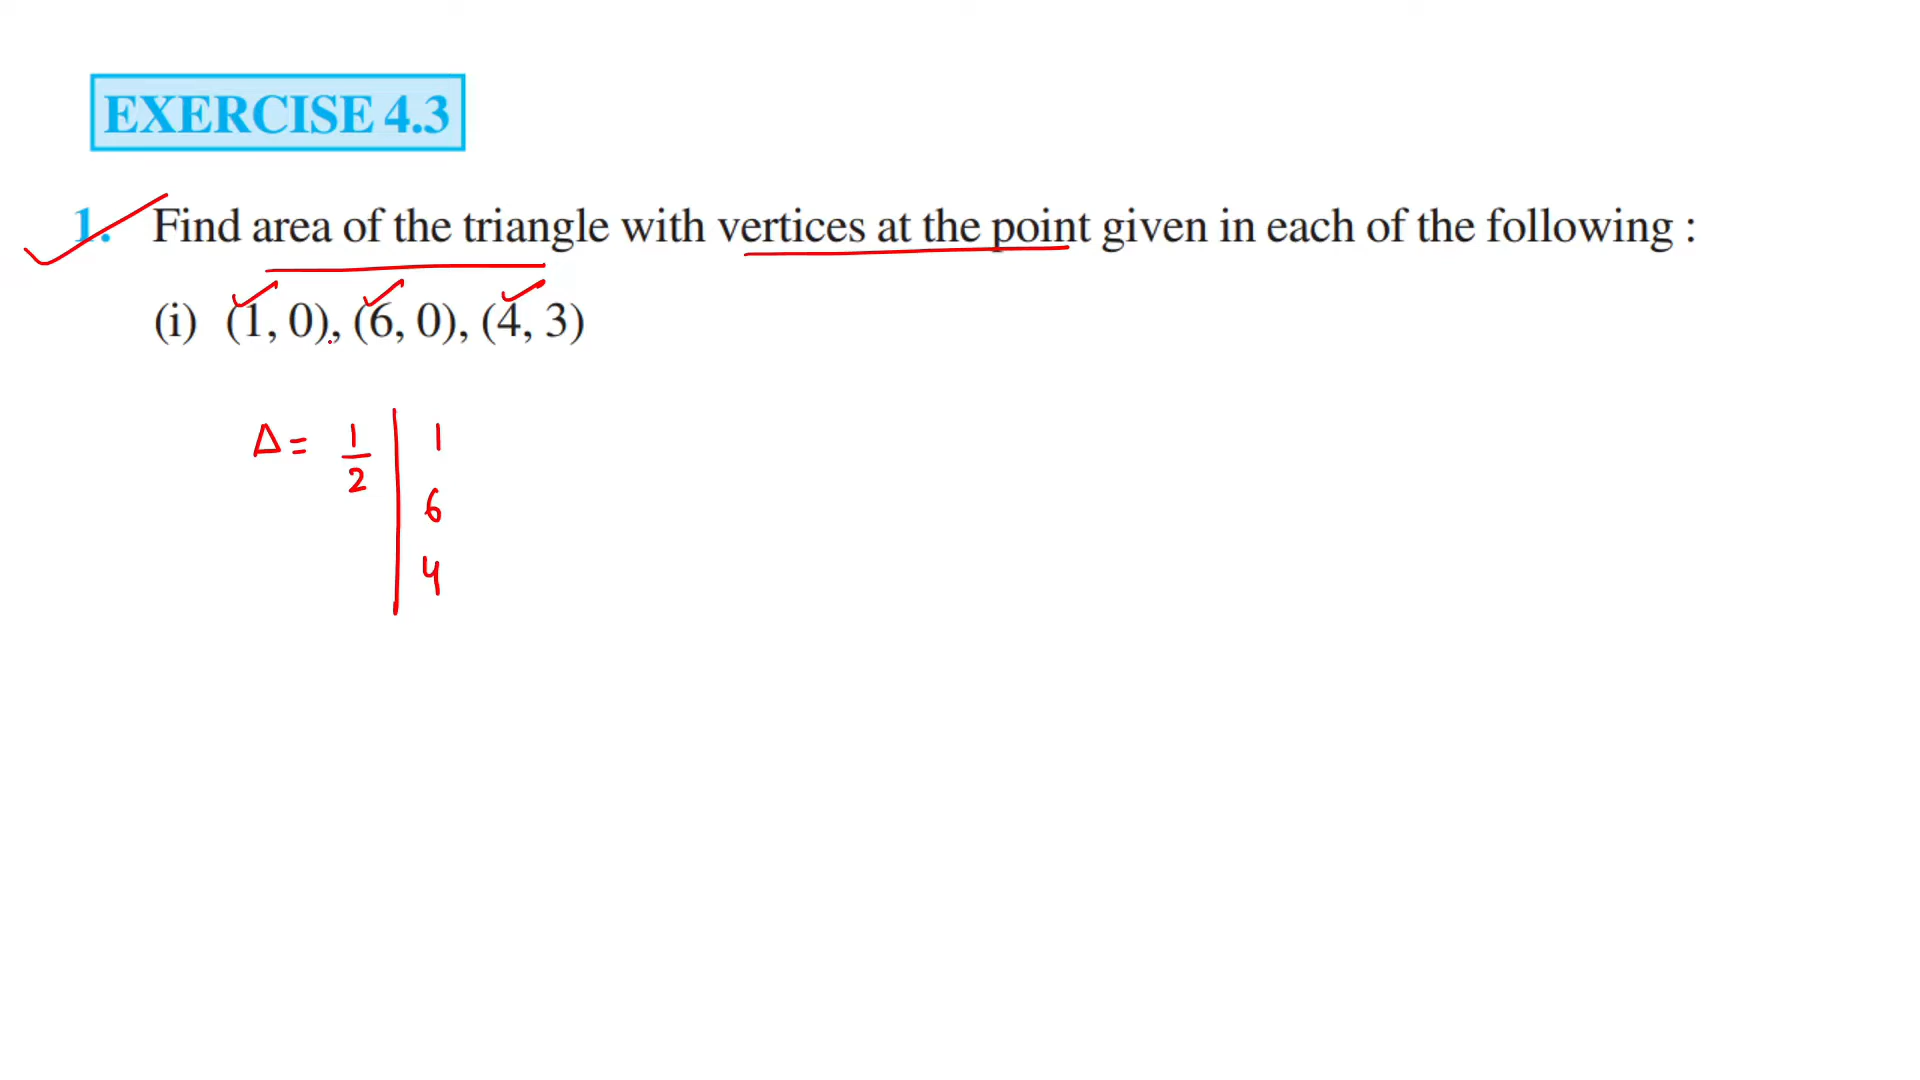 EXERCISE 4.3
1. Find area of the triangle with vertices at the point given in each of the following :
(i) (1, 0), (6, 0), (4, 3)
Δ = 1/2 | 1
6
4